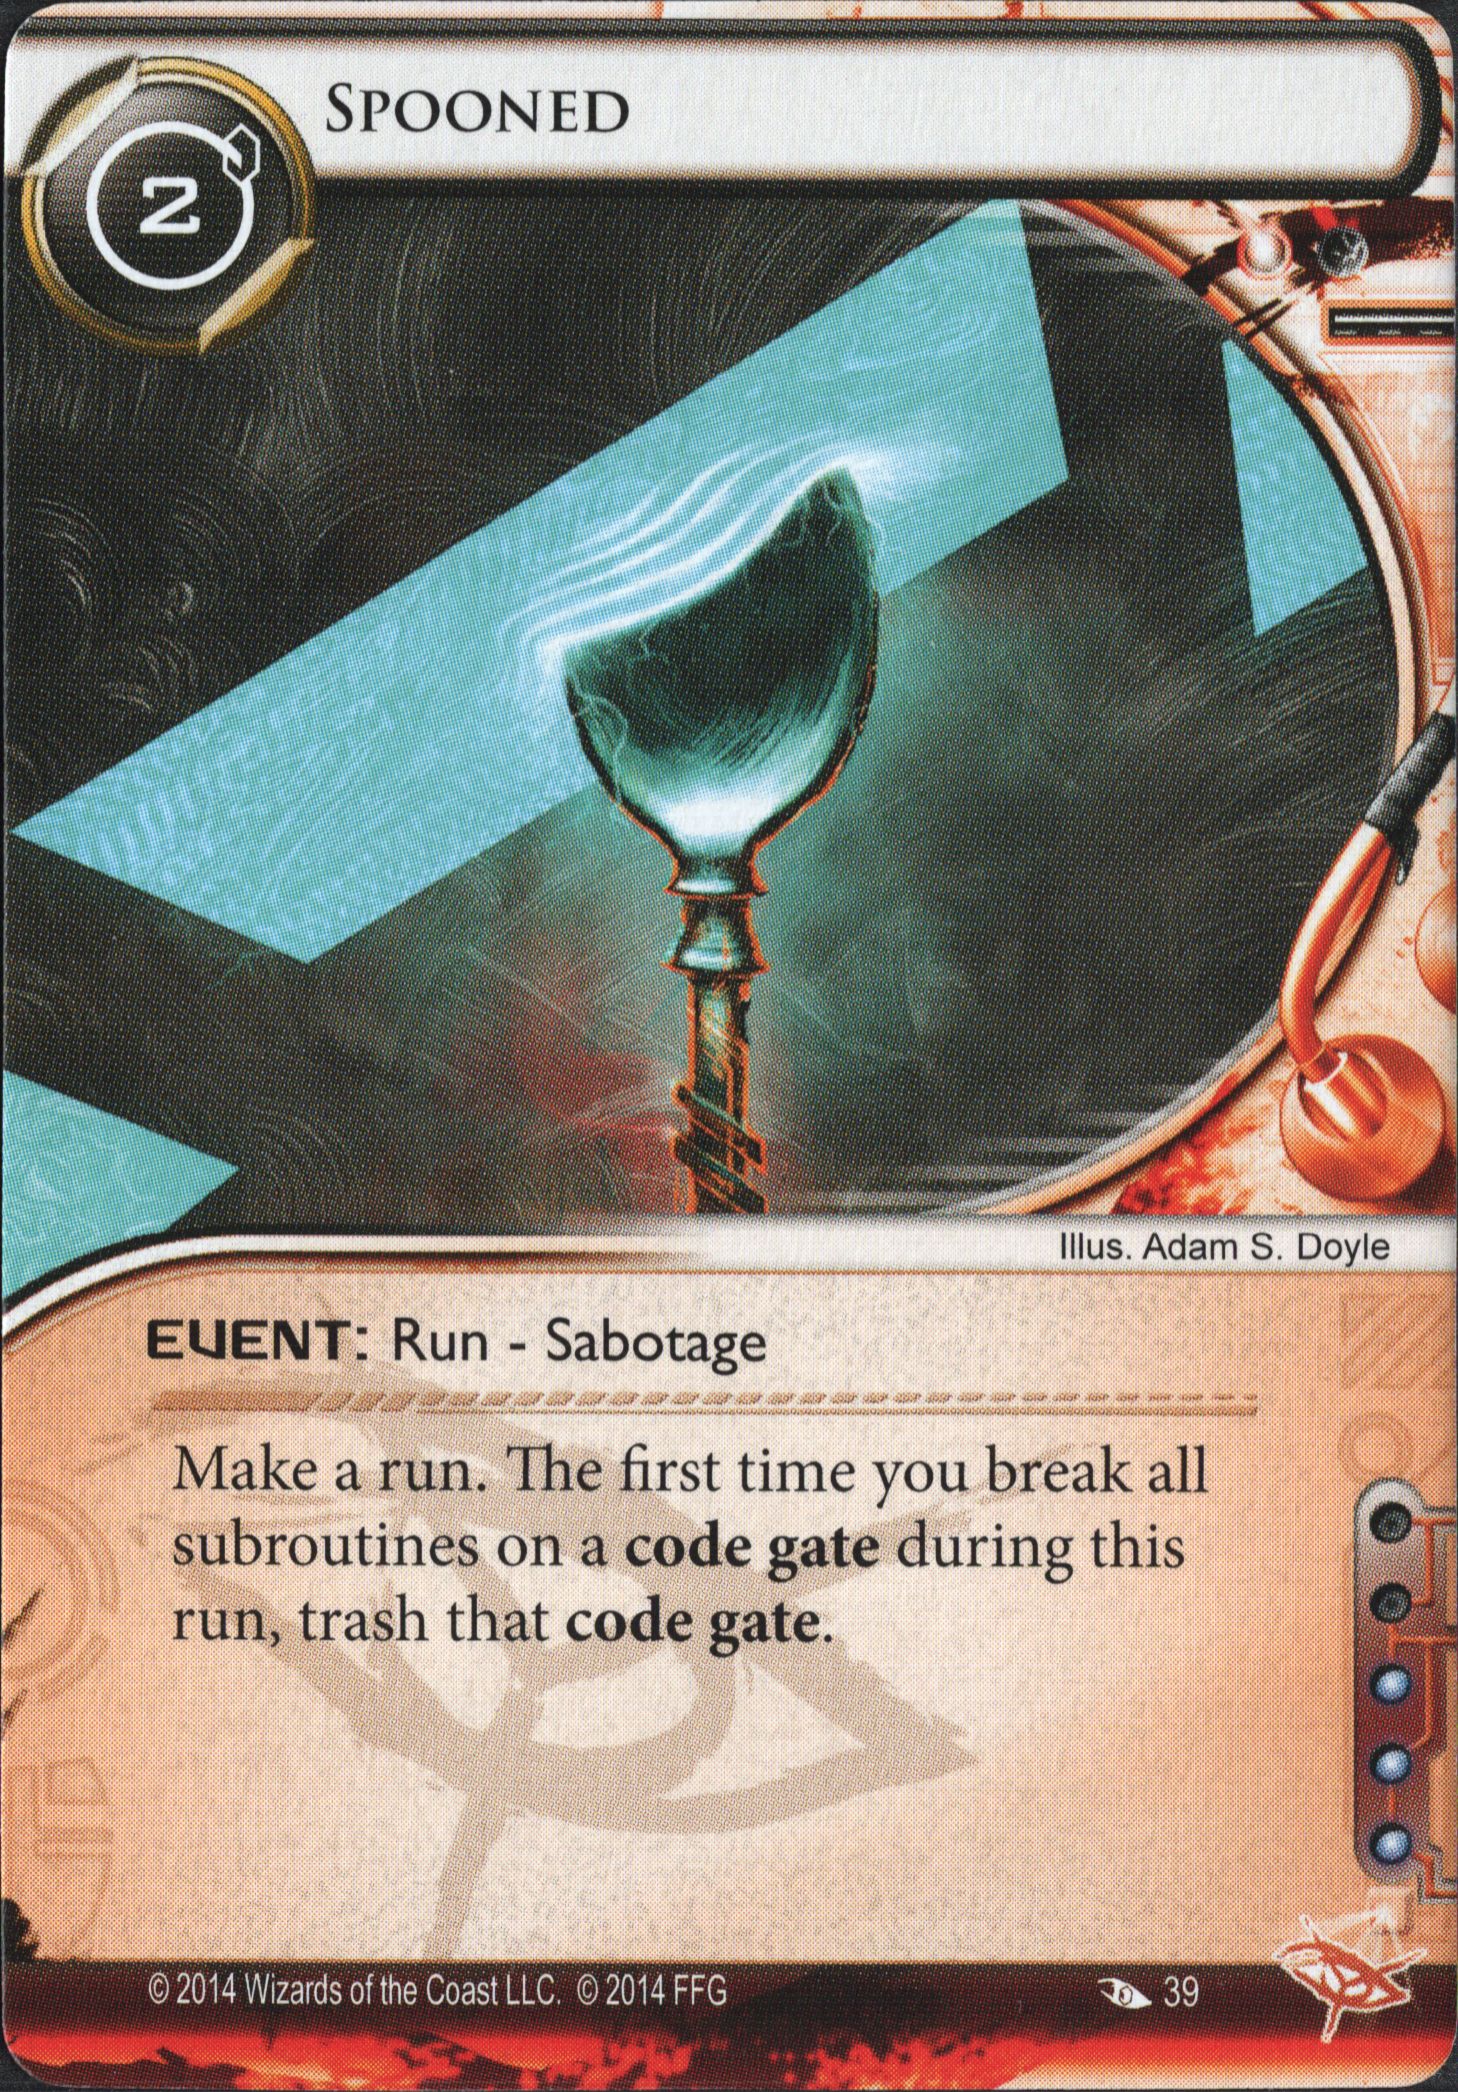 SPOONED
2
Illus. Adam S. Doyle
EVENT: Run - Sabotage
Make a run. The first time you break all
subroutines on a code gate during this
run, trash that code gate.
© 2014 Wizards of the Coast LLC. © 2014 FFG
39